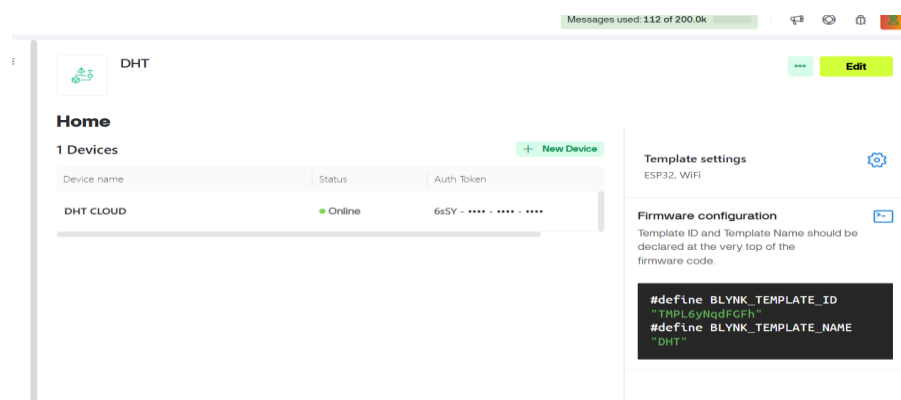 Messages used: 112 of 200.0k
DHT
Edit
Home
1 Devices
+ New Device
Device name Status Auth Token
DHT CLOUD Online 6sSY - •••• - •••• - ••••
Template settings
ESP32, WiFi
Firmware configuration
Template ID and Template Name should be
declared at the very top of the
firmware code.
#define BLYNK_TEMPLATE_ID
"TMPL6yNqdFGFh"
#define BLYNK_TEMPLATE_NAME
"DHT"